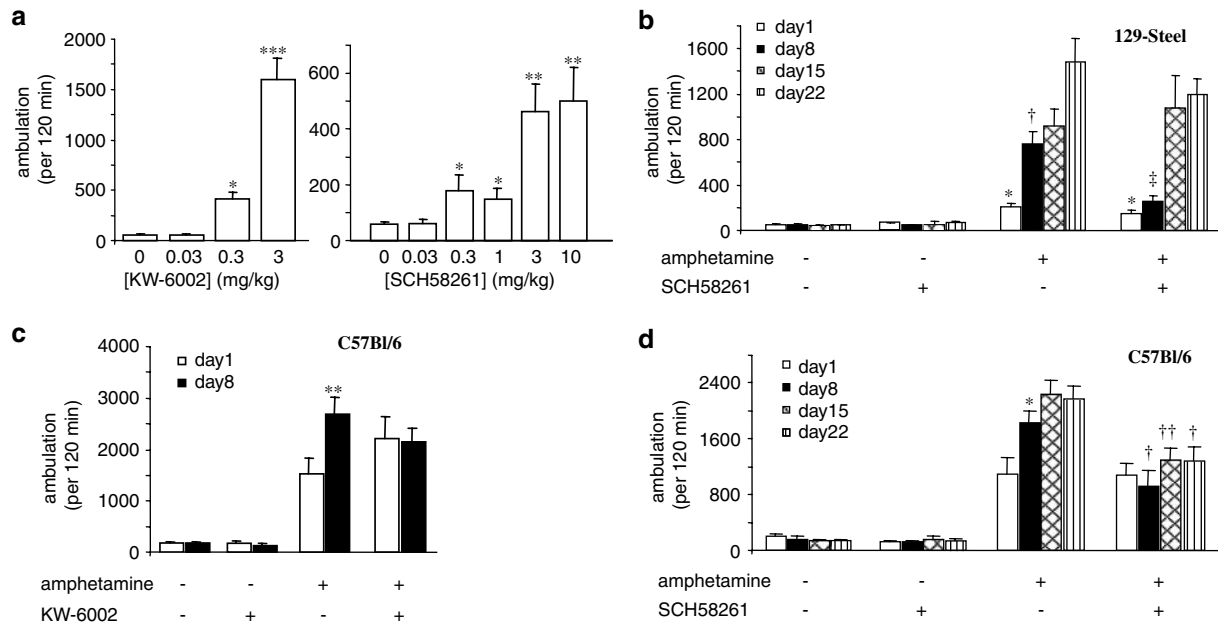 a
ambulation
(per 120 min)
2000
1500
1000
500
0
*
***
0 0.03 0.3 3
[KW-6002] (mg/kg)
600
400
200
0
* * ** **
0 0.03 0.3 1 3 10
[SCH58261] (mg/kg)
b
129-Steel
day1
day8
day15
day22
ambulation
(per 120 min)
1600
1200
800
400
0
* † * ‡
amphetamine - - + +
SCH58261 - + - +
c
C57Bl/6
day1
day8
ambulation
(per 120 min)
4000
3000
2000
1000
0
**
amphetamine - - + +
KW-6002 - + - +
d
C57Bl/6
day1
day8
day15
day22
ambulation
(per 120 min)
2400
1600
800
0
* † †† †
amphetamine - - + +
SCH58261 - + - +